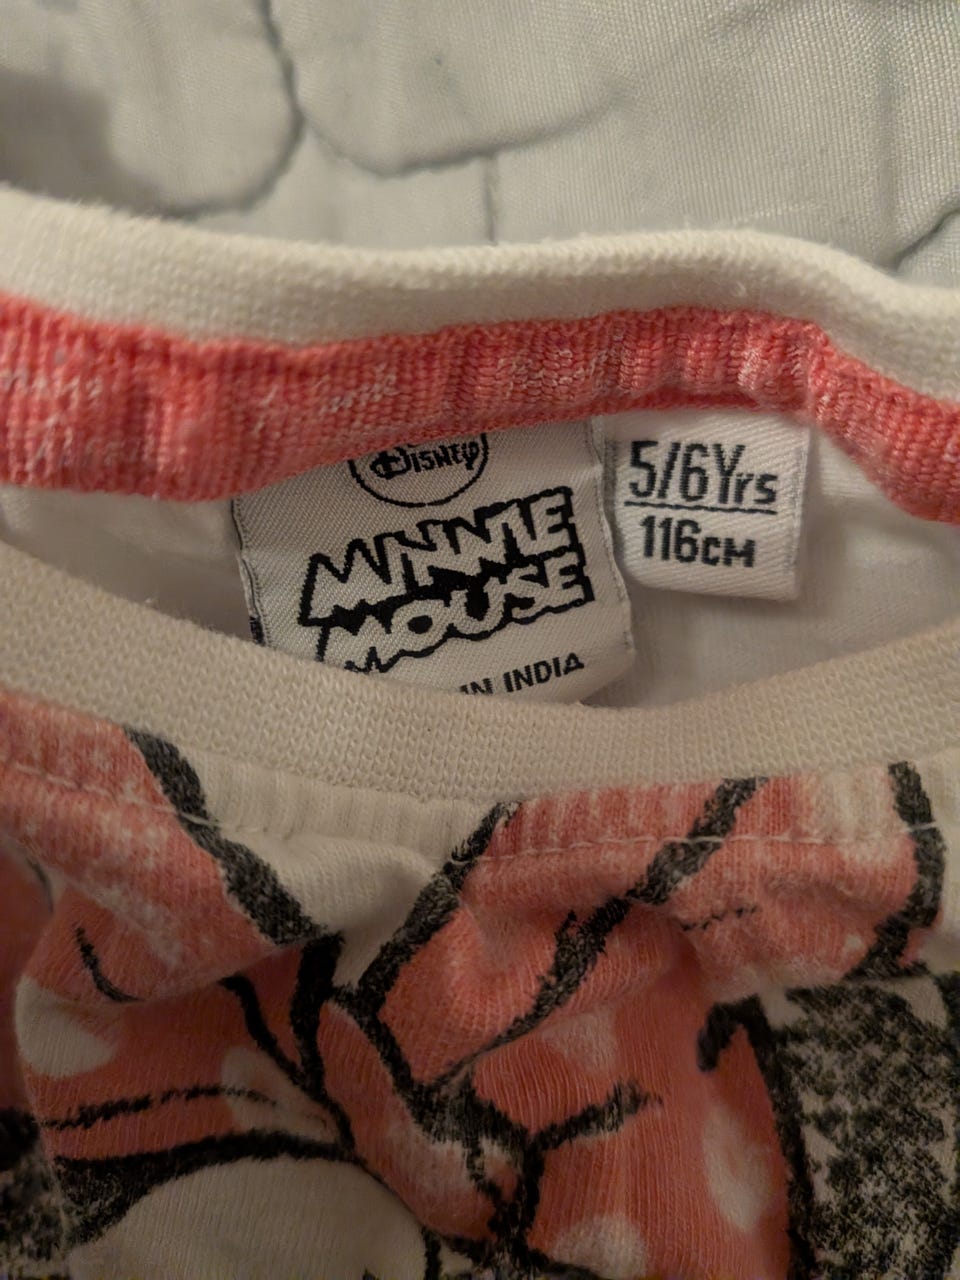 Disney
MINNIE
MOUSE
IN INDIA
5/6Yrs
116CM